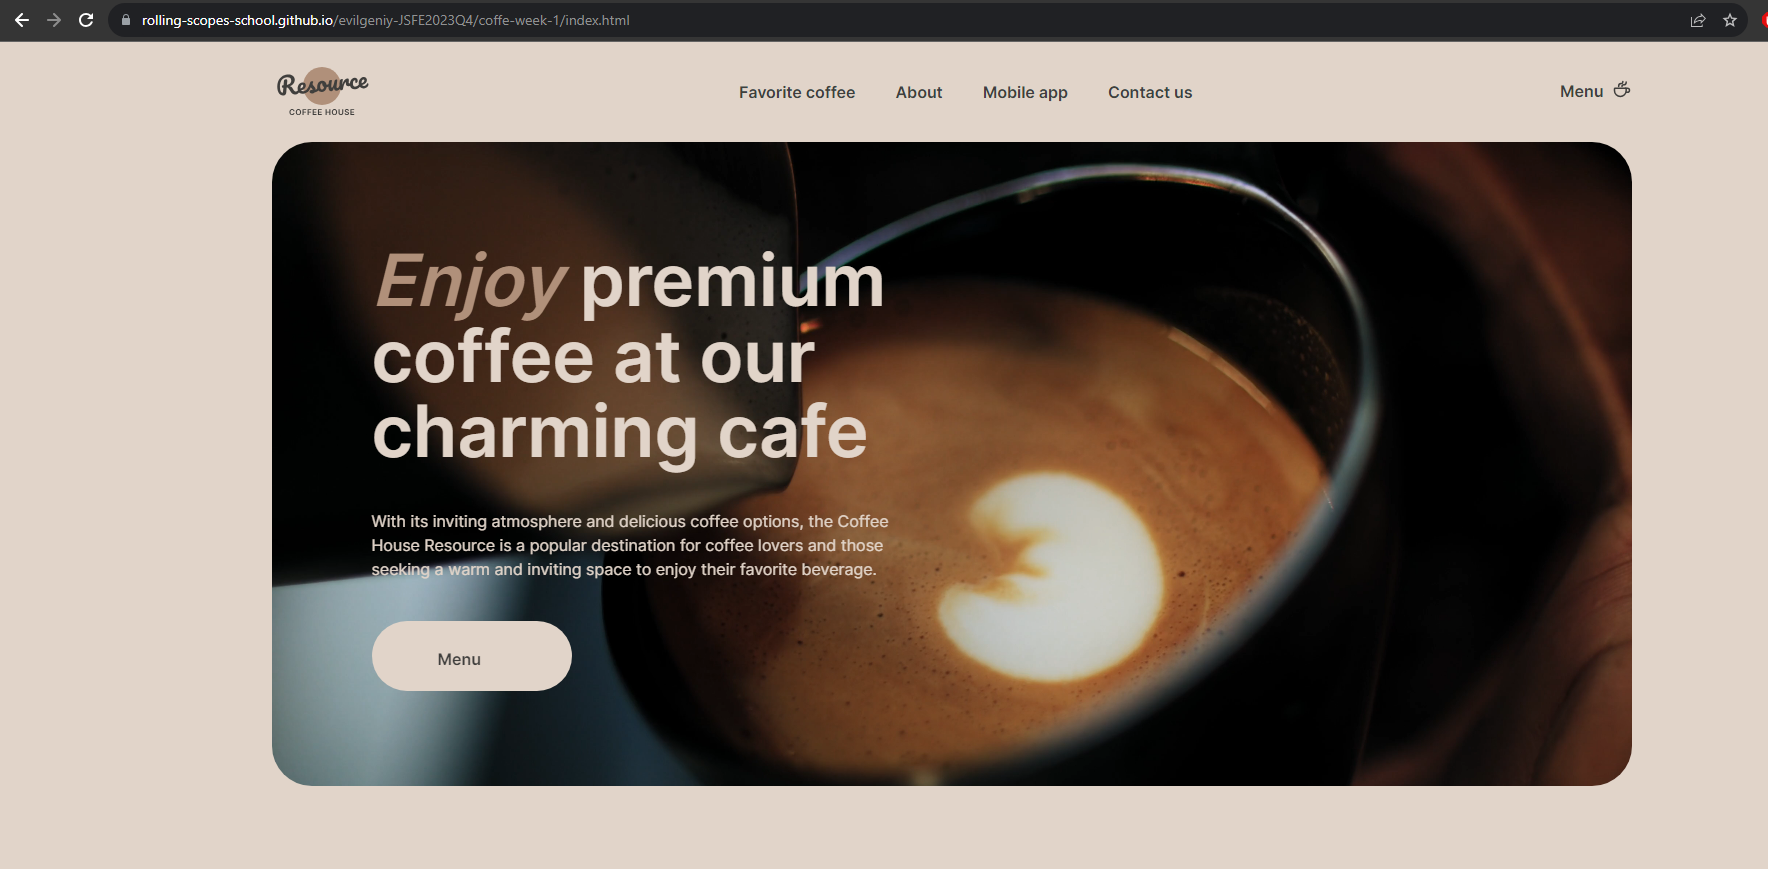 rolling-scopes-school.github.io/evilgeniy-JSFE2023Q4/coffe-week-1/index.html
Resource
COFFEE HOUSE
Favorite coffee
About
Mobile app
Contact us
Menu
Enjoy premium
coffee at our
charming cafe
With its inviting atmosphere and delicious coffee options, the Coffee
House Resource is a popular destination for coffee lovers and those
seeking a warm and inviting space to enjoy their favorite beverage.
Menu